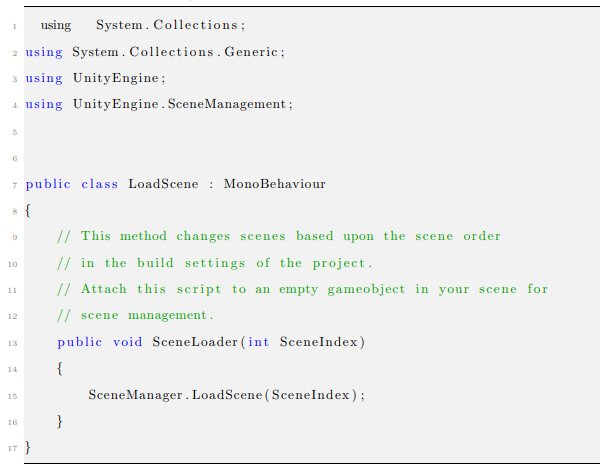 1 using System.Collections;
2 using System.Collections.Generic;
3 using UnityEngine;
4 using UnityEngine.SceneManagement;
5
6
7 public class LoadScene : MonoBehaviour
8 {
9 // This method changes scenes based upon the scene order
10 // in the build settings of the project.
11 // Attach this script to an empty gameobject in your scene for
12 // scene management.
13 public void SceneLoader(int SceneIndex)
14 {
15 SceneManager.LoadScene(SceneIndex);
16 }
17 }